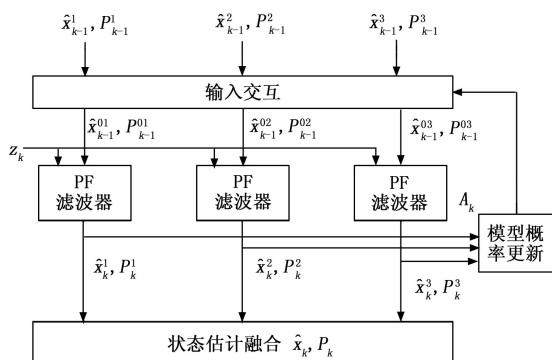 x̂¹ₖ₋₁, P¹ₖ₋₁ x̂²ₖ₋₁, P²ₖ₋₁ x̂³ₖ₋₁, P³ₖ₋₁
输入交互
x̂⁰¹ₖ₋₁, P⁰¹ₖ₋₁ x̂⁰²ₖ₋₁, P⁰²ₖ₋₁ x̂⁰³ₖ₋₁, P⁰³ₖ₋₁
zₖ
PF
滤波器
PF
滤波器
PF
滤波器
Aₖ
模型概
率更新
x̂¹ₖ, P¹ₖ x̂²ₖ, P²ₖ x̂³ₖ, P³ₖ
状态估计融合 x̂ₖ, Pₖ